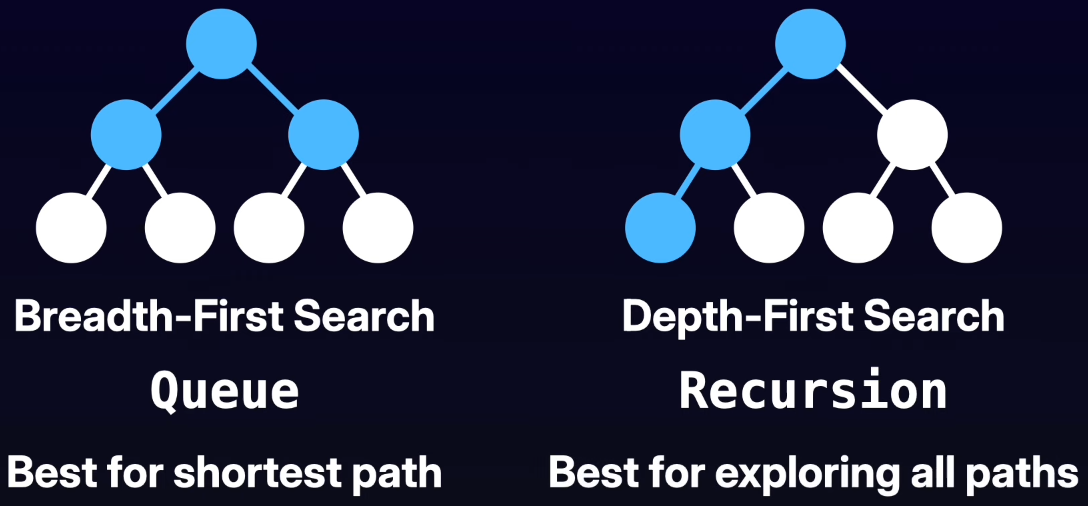 Breadth-First Search
Queue
Best for shortest path
Depth-First Search
Recursion
Best for exploring all paths